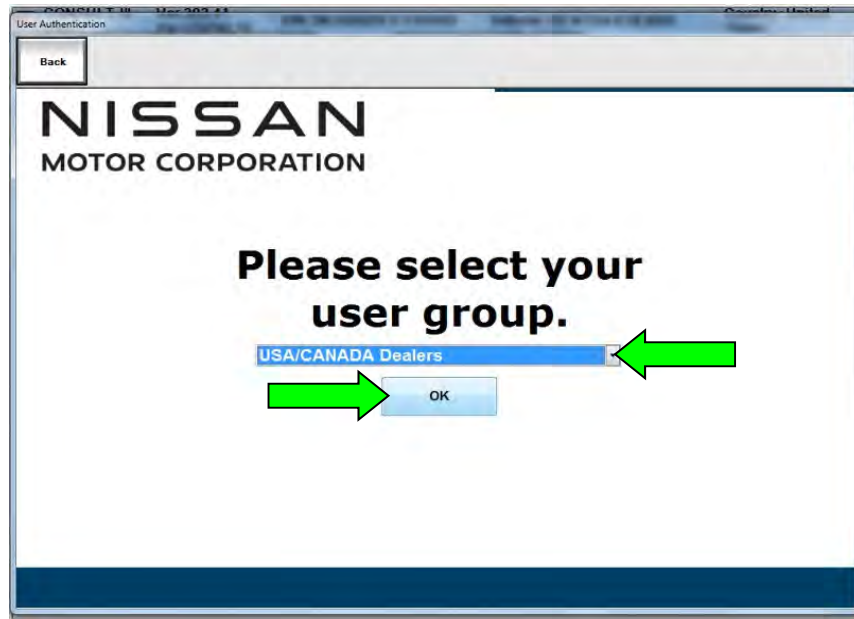 User Authentication
Back
NISSAN
MOTOR CORPORATION
Please select your
user group.
USA/CANADA Dealers
OK